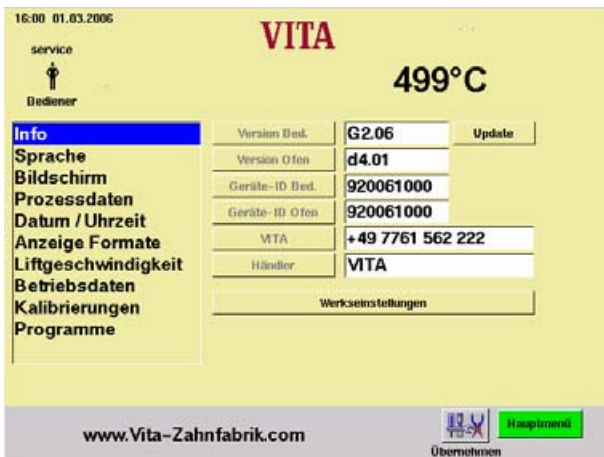 16:00 01.03.2006
VITA
service
499°C
Bediener
Info
Sprache
Bildschirm
Prozessdaten
Datum / Uhrzeit
Anzeige Formate
Liftgeschwindigkeit
Betriebsdaten
Kalibrierungen
Programme
Version Bed. G2.06 Update
Version Ofen d4.01
Geräte-ID Bed. 920061000
Geräte-ID Ofen 920061000
VITA +49 7761 562 222
Händler VITA
Werkseinstellungen
www.Vita-Zahnfabrik.com
Übernehmen
Hauptmenü